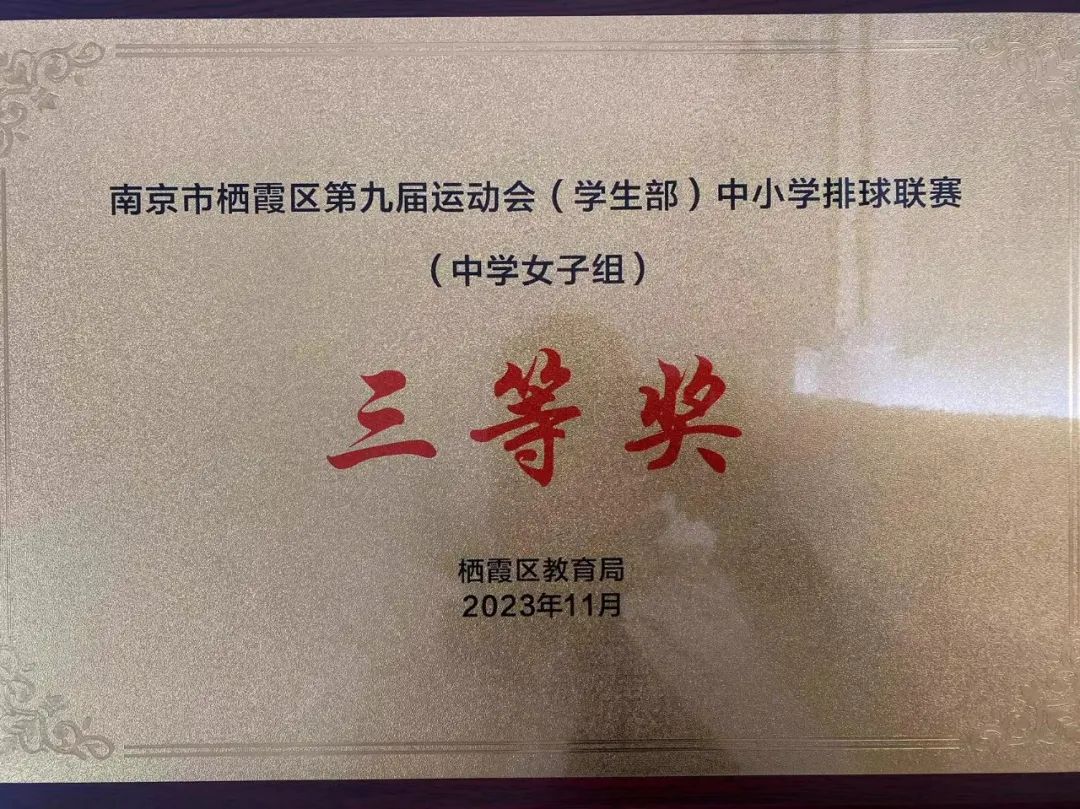 南京市栖霞区第九届运动会（学生部）中小学排球联赛
（中学女子组）
三等奖
栖霞区教育局
2023年11月